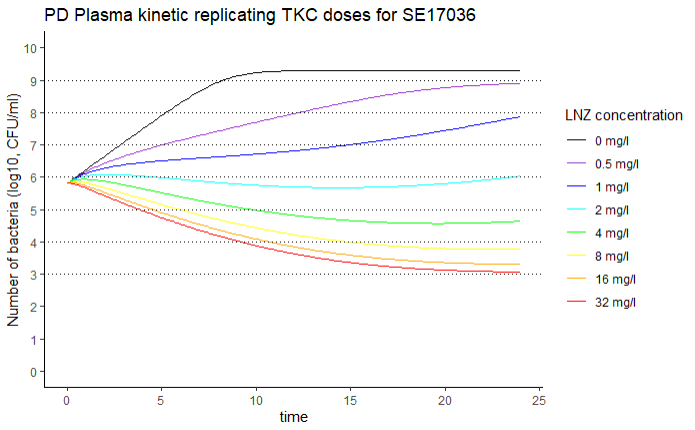 PD Plasma kinetic replicating TKC doses for SE17036
Number of bacteria (log10, CFU/ml)
10
9
8
7
6
5
4
3
2
1
0
0 5 10 15 20 25
time
LNZ concentration
0 mg/l
0.5 mg/l
1 mg/l
2 mg/l
4 mg/l
8 mg/l
16 mg/l
32 mg/l